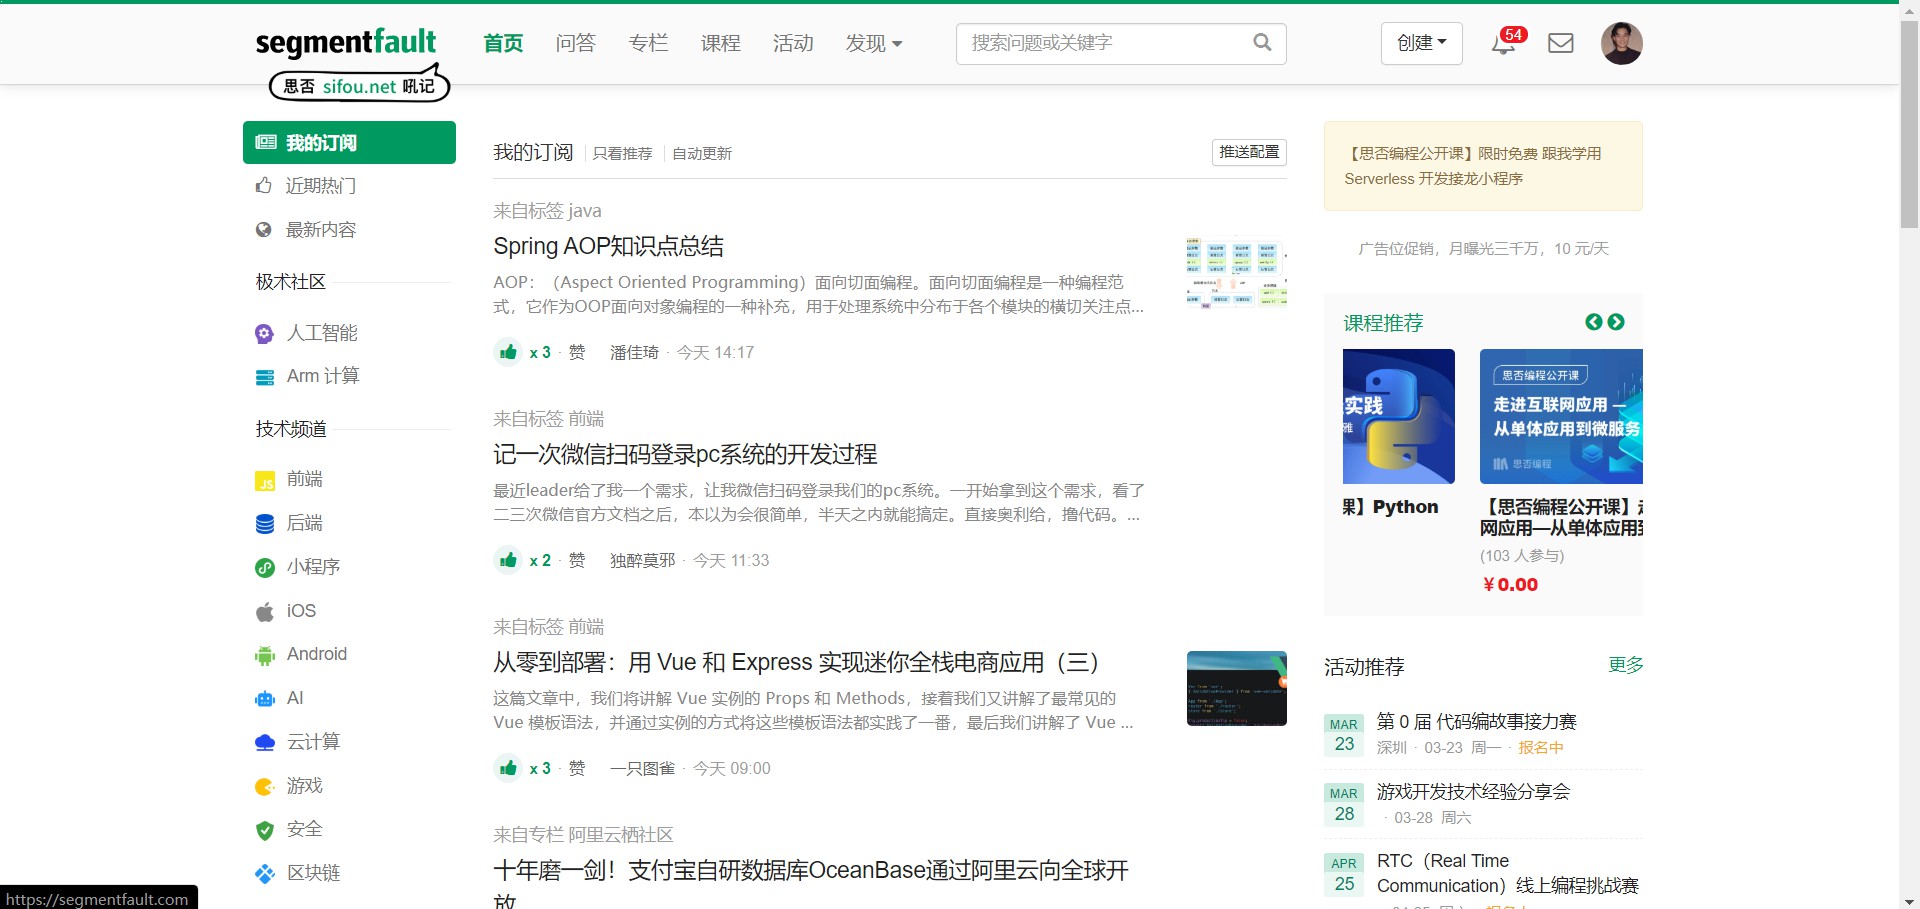 segmentfault
首页 问答 专栏 课程 活动 发现
搜索问题或关键字
创建
54
思否 sifou.net 吼记
我的订阅
近期热门
最新内容
极术社区
人工智能
Arm 计算
技术频道
前端
后端
小程序
iOS
Android
AI
云计算
游戏
安全
区块链
我的订阅 只看推荐 自动更新
推送配置
来自标签 java
Spring AOP知识点总结
AOP：（Aspect Oriented Programming）面向切面编程。面向切面编程是一种编程范
式，它作为OOP面向对象编程的一种补充，用于处理系统中分布于各个模块的横切关注点...
x 3 · 赞 潘佳琦 · 今天 14:17
来自标签 前端
记一次微信扫码登录pc系统的开发过程
最近leader给了我一个需求，让我微信扫码登录我们的pc系统。一开始拿到这个需求，看了
二三次微信官方文档之后，本以为会很简单，半天之内就能搞定。直接奥利给，撸代码。...
x 2 · 赞 独醉莫邪 · 今天 11:33
来自标签 前端
从零到部署：用 Vue 和 Express 实现迷你全栈电商应用（三）
这篇文章中，我们将讲解 Vue 实例的 Props 和 Methods，接着我们又讲解了最常见的
Vue 模板语法，并通过实例的方式将这些模板语法都实践了一番，最后我们讲解了 Vue ...
x 3 · 赞 一只图雀 · 今天 09:00
来自专栏 阿里云栖社区
十年磨一剑！支付宝自研数据库OceanBase通过阿里云向全球开
放
【思否编程公开课】限时免费 跟我学用
Serverless 开发接龙小程序
广告位促销，月曝光三千万，10 元/天
课程推荐
实践
雅
课】Python
思否编程公开课
走进互联网应用 —
从单体应用到微服务
思否编程
【思否编程公开课】走
网应用—从单体应用到
(103 人参与)
￥0.00
活动推荐
更多
MAR
23
第 0 届 代码编故事接力赛
深圳 · 03-23 周一 · 报名中
MAR
28
游戏开发技术经验分享会
· 03-28 周六
APR
25
RTC（Real Time
Communication）线上编程挑战赛
https://segmentfault.com